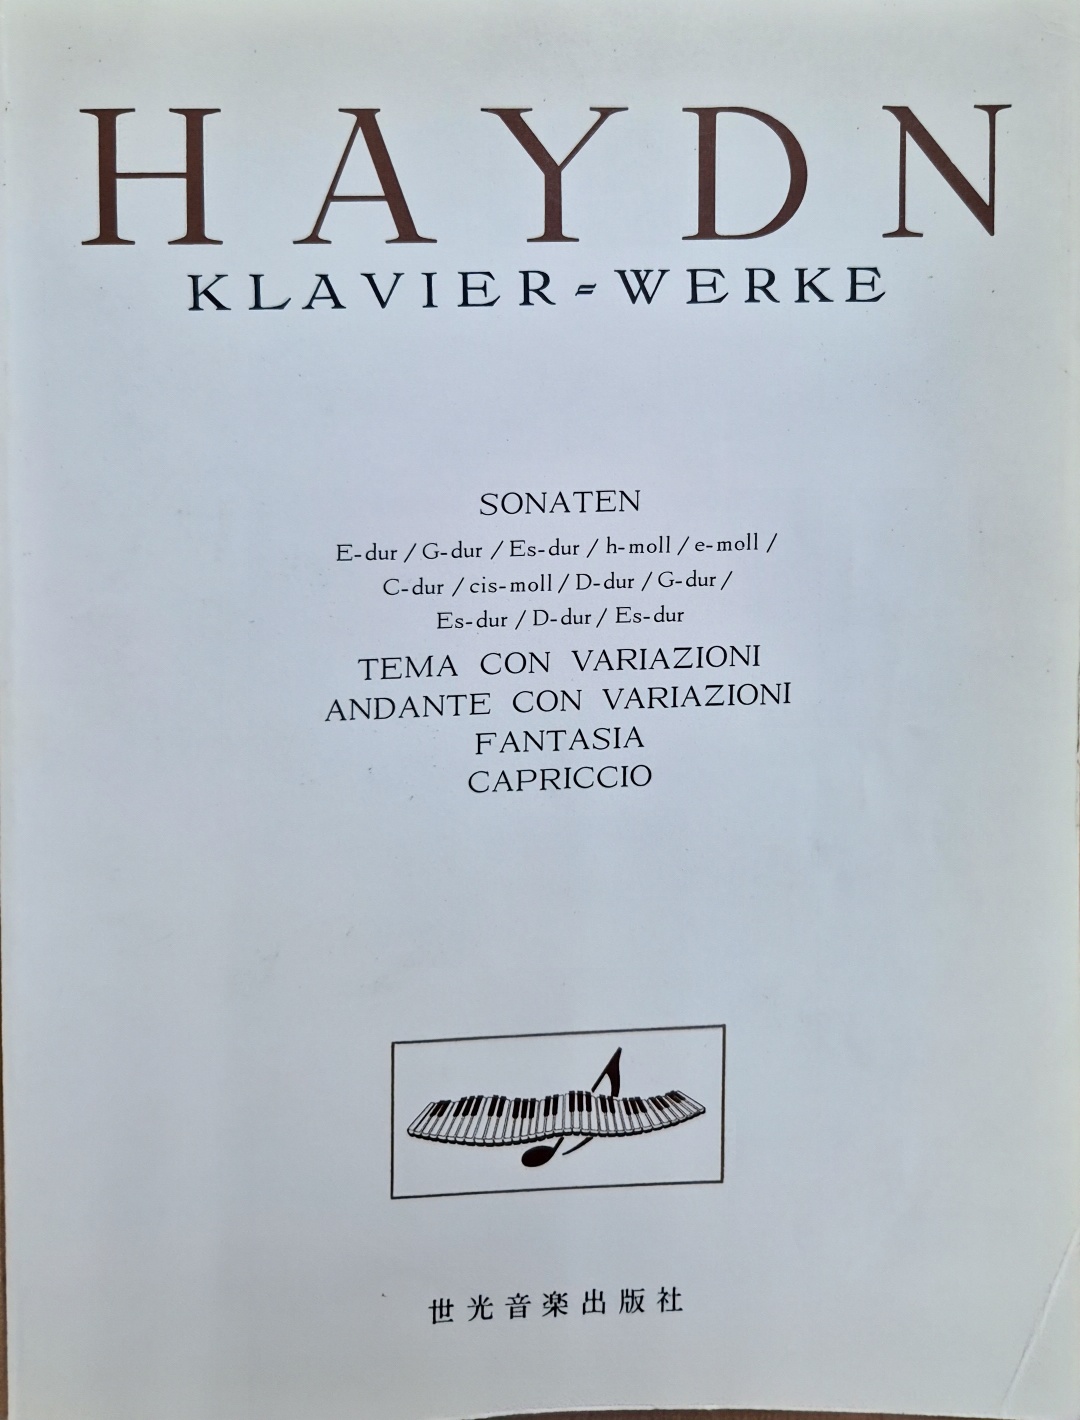 HAYDN
KLAVIER=WERKE
SONATEN
E-dur / G-dur / Es-dur / h-moll / e-moll /
C-dur / cis-moll / D-dur / G-dur /
Es-dur / D-dur / Es-dur
TEMA CON VARIAZIONI
ANDANTE CON VARIAZIONI
FANTASIA
CAPRICCIO
世光音楽出版社